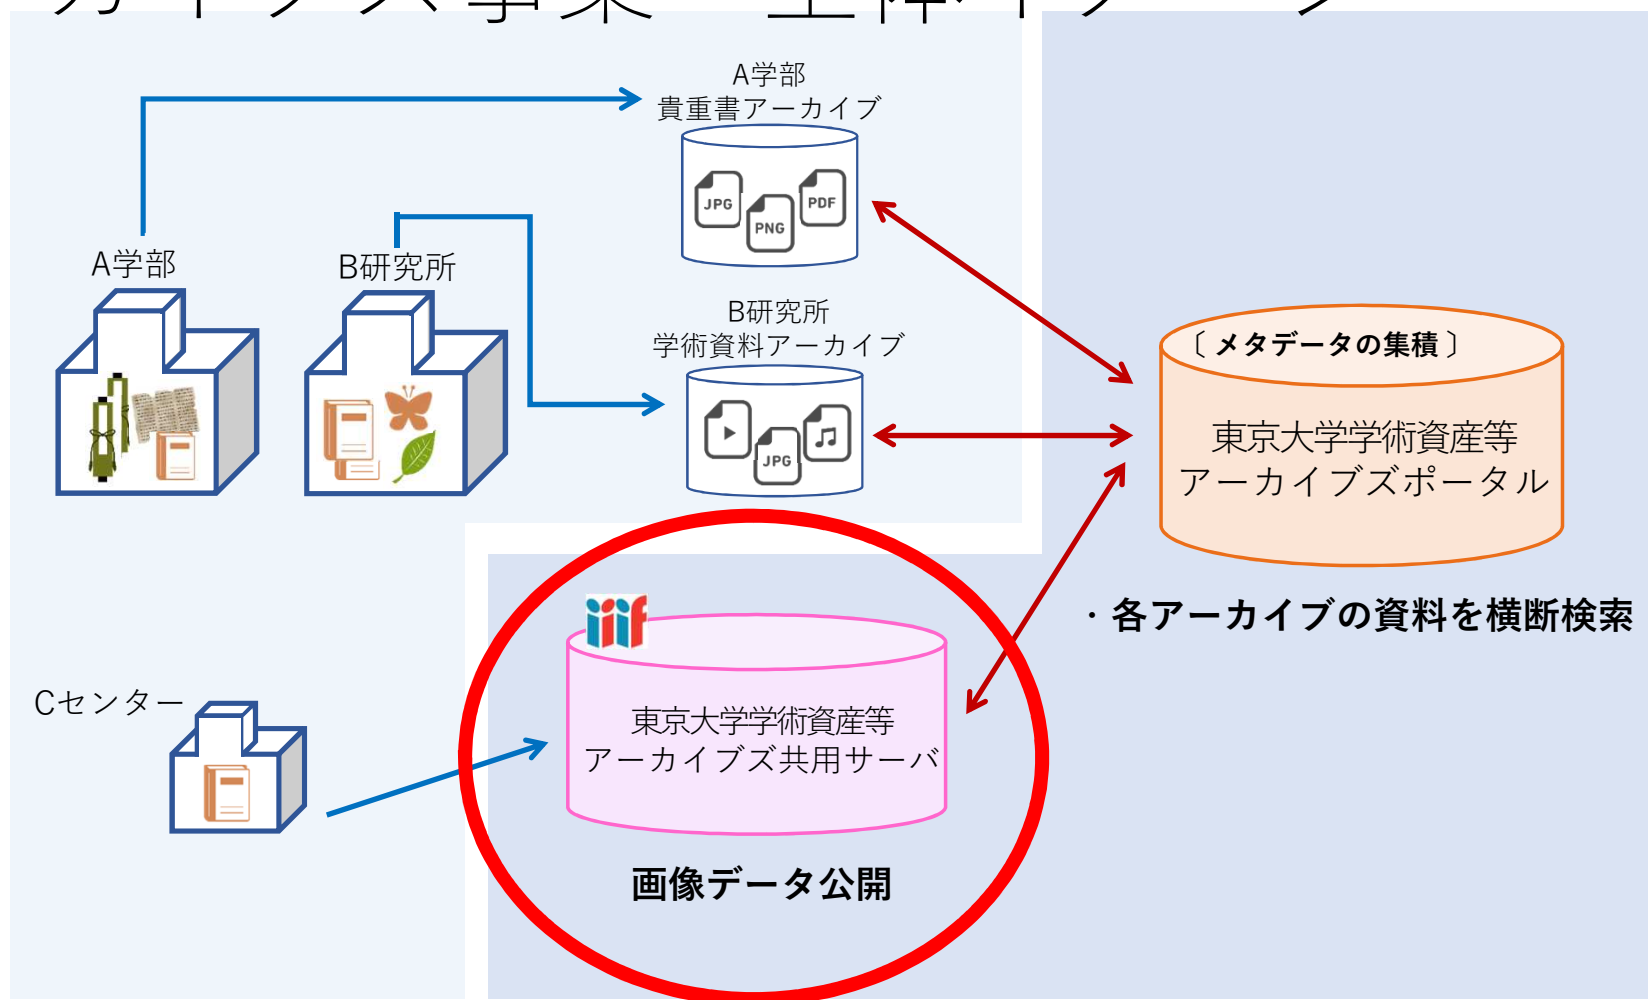 A学部
貴重書アーカイブ
JPG
PNG
PDF
A学部
B研究所
B研究所
学術資料アーカイブ
JPG
〔 メタデータの集積 〕
東京大学学術資産等
アーカイブズポータル
・各アーカイブの資料を横断検索
iiif
Cセンター
東京大学学術資産等
アーカイブズ共用サーバ
画像データ公開